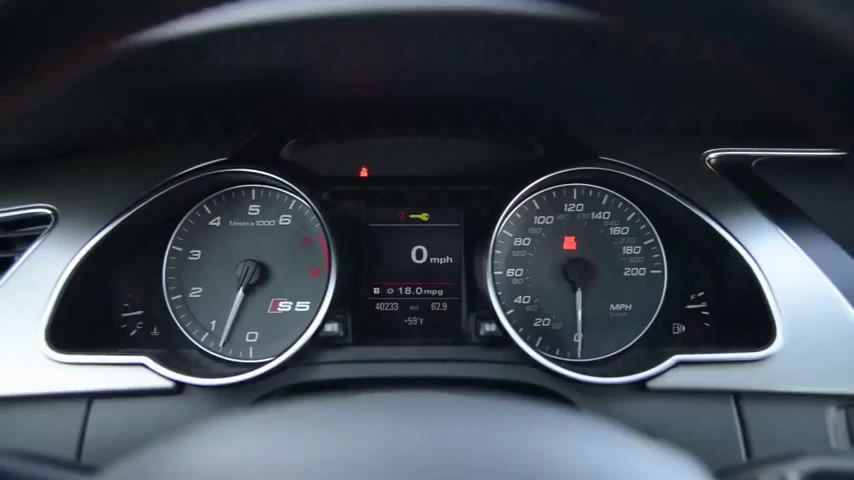 4 5 6
1/min x 1000
3
2
1 0
S5
0 mph
1 18.0 mpg
40233 mi 62.9
+59°F
C
120
100 140
80 160
60 180
40 200
20 0
MPH
F